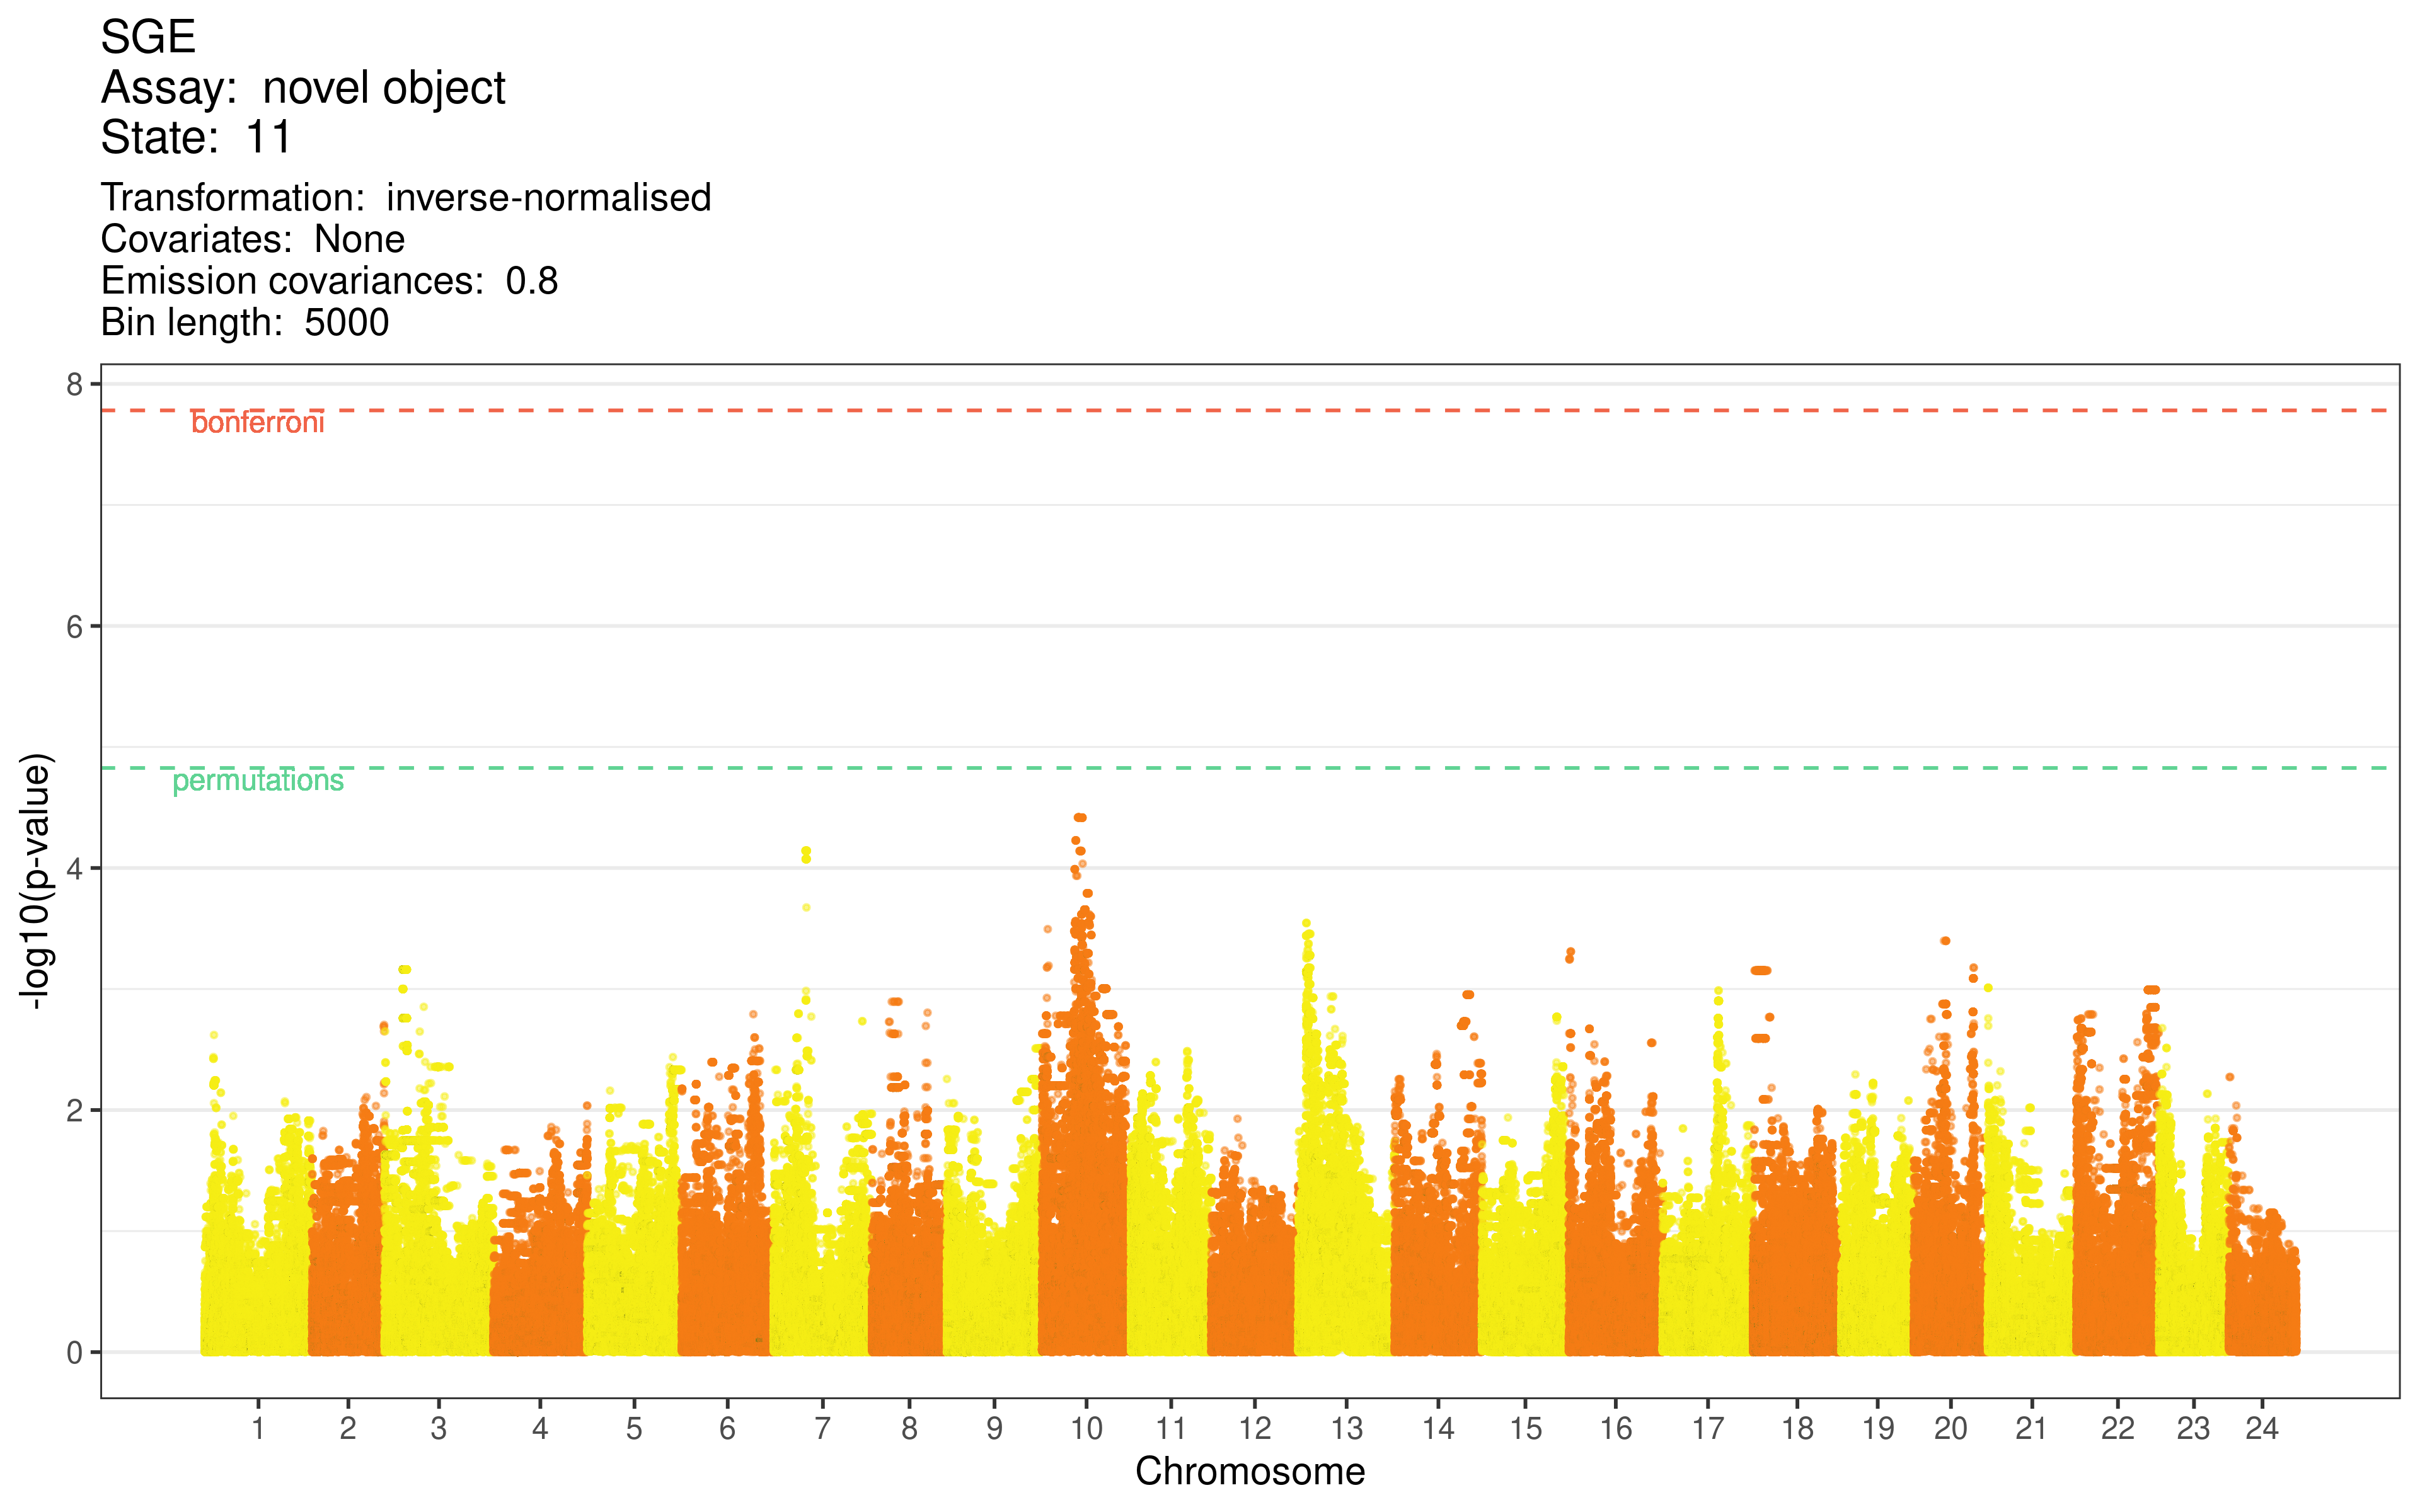 SGE
Assay:  novel object
State:  11
Transformation:  inverse-normalised
Covariates:  None
Emission covariances:  0.8
Bin length:  5000
8
bonferroni
6
permutations
4
2
0
-log10(p-value)
1 2 3 4 5 6 7 8 9 10 11 12 13 14 15 16 17 18 19 20 21 22 23 24
Chromosome